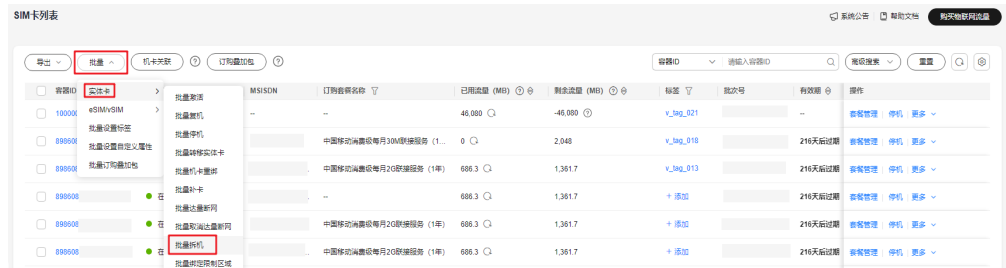 SIM卡列表
系统公告 帮助文档 购买物联网流量
导出 批量 机卡关联 订购叠加包 容器ID 请输入容器ID 高级搜索 重置
容器ID MSISDN 订购套餐名称 已用流量 (MB) 剩余流量 (MB) 标签 批次号 有效期 操作
实体卡
eSIM/vSIM
批量设置标签
批量设置自定义属性
批量订购叠加包
批量激活
批量复机
批量停机
批量转移实体卡
批量机卡重绑
批量补卡
批量达量断网
批量取消达量断网
批量拆机
批量绑定限制区域
10000 -- -- 46,080 -46,080 v_tag_021 -- 套餐管理 停机 更多
89860 中国移动消费级每月30M联接服务 (1... 0 2,048 v_tag_018 216天后过期 套餐管理 停机 更多
89860 中国移动消费级每月2G联接服务 (1年) 686.3 1,361.7 v_tag_013 216天后过期 套餐管理 停机 更多
898608 在 -- 686.3 1,361.7 + 添加 216天后过期 套餐管理 停机 更多
898608 在 中国移动消费级每月2G联接服务 (1年) 686.3 1,361.7 + 添加 216天后过期 套餐管理 停机 更多
898608 在 中国移动消费级每月2G联接服务 (1年) 686.3 1,361.7 + 添加 216天后过期 套餐管理 停机 更多